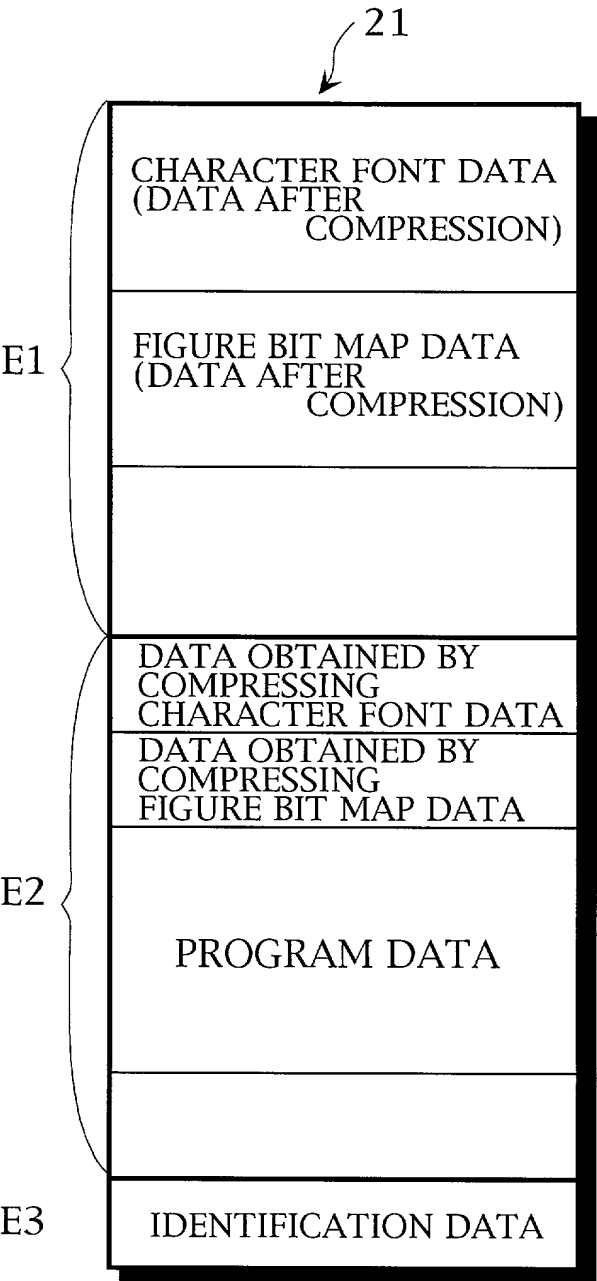 21
CHARACTER FONT DATA
(DATA AFTER
COMPRESSION)
E1
FIGURE BIT MAP DATA
(DATA AFTER
COMPRESSION)
DATA OBTAINED BY
COMPRESSING
CHARACTER FONT DATA
DATA OBTAINED BY
COMPRESSING
FIGURE BIT MAP DATA
E2
PROGRAM DATA
E3
IDENTIFICATION DATA